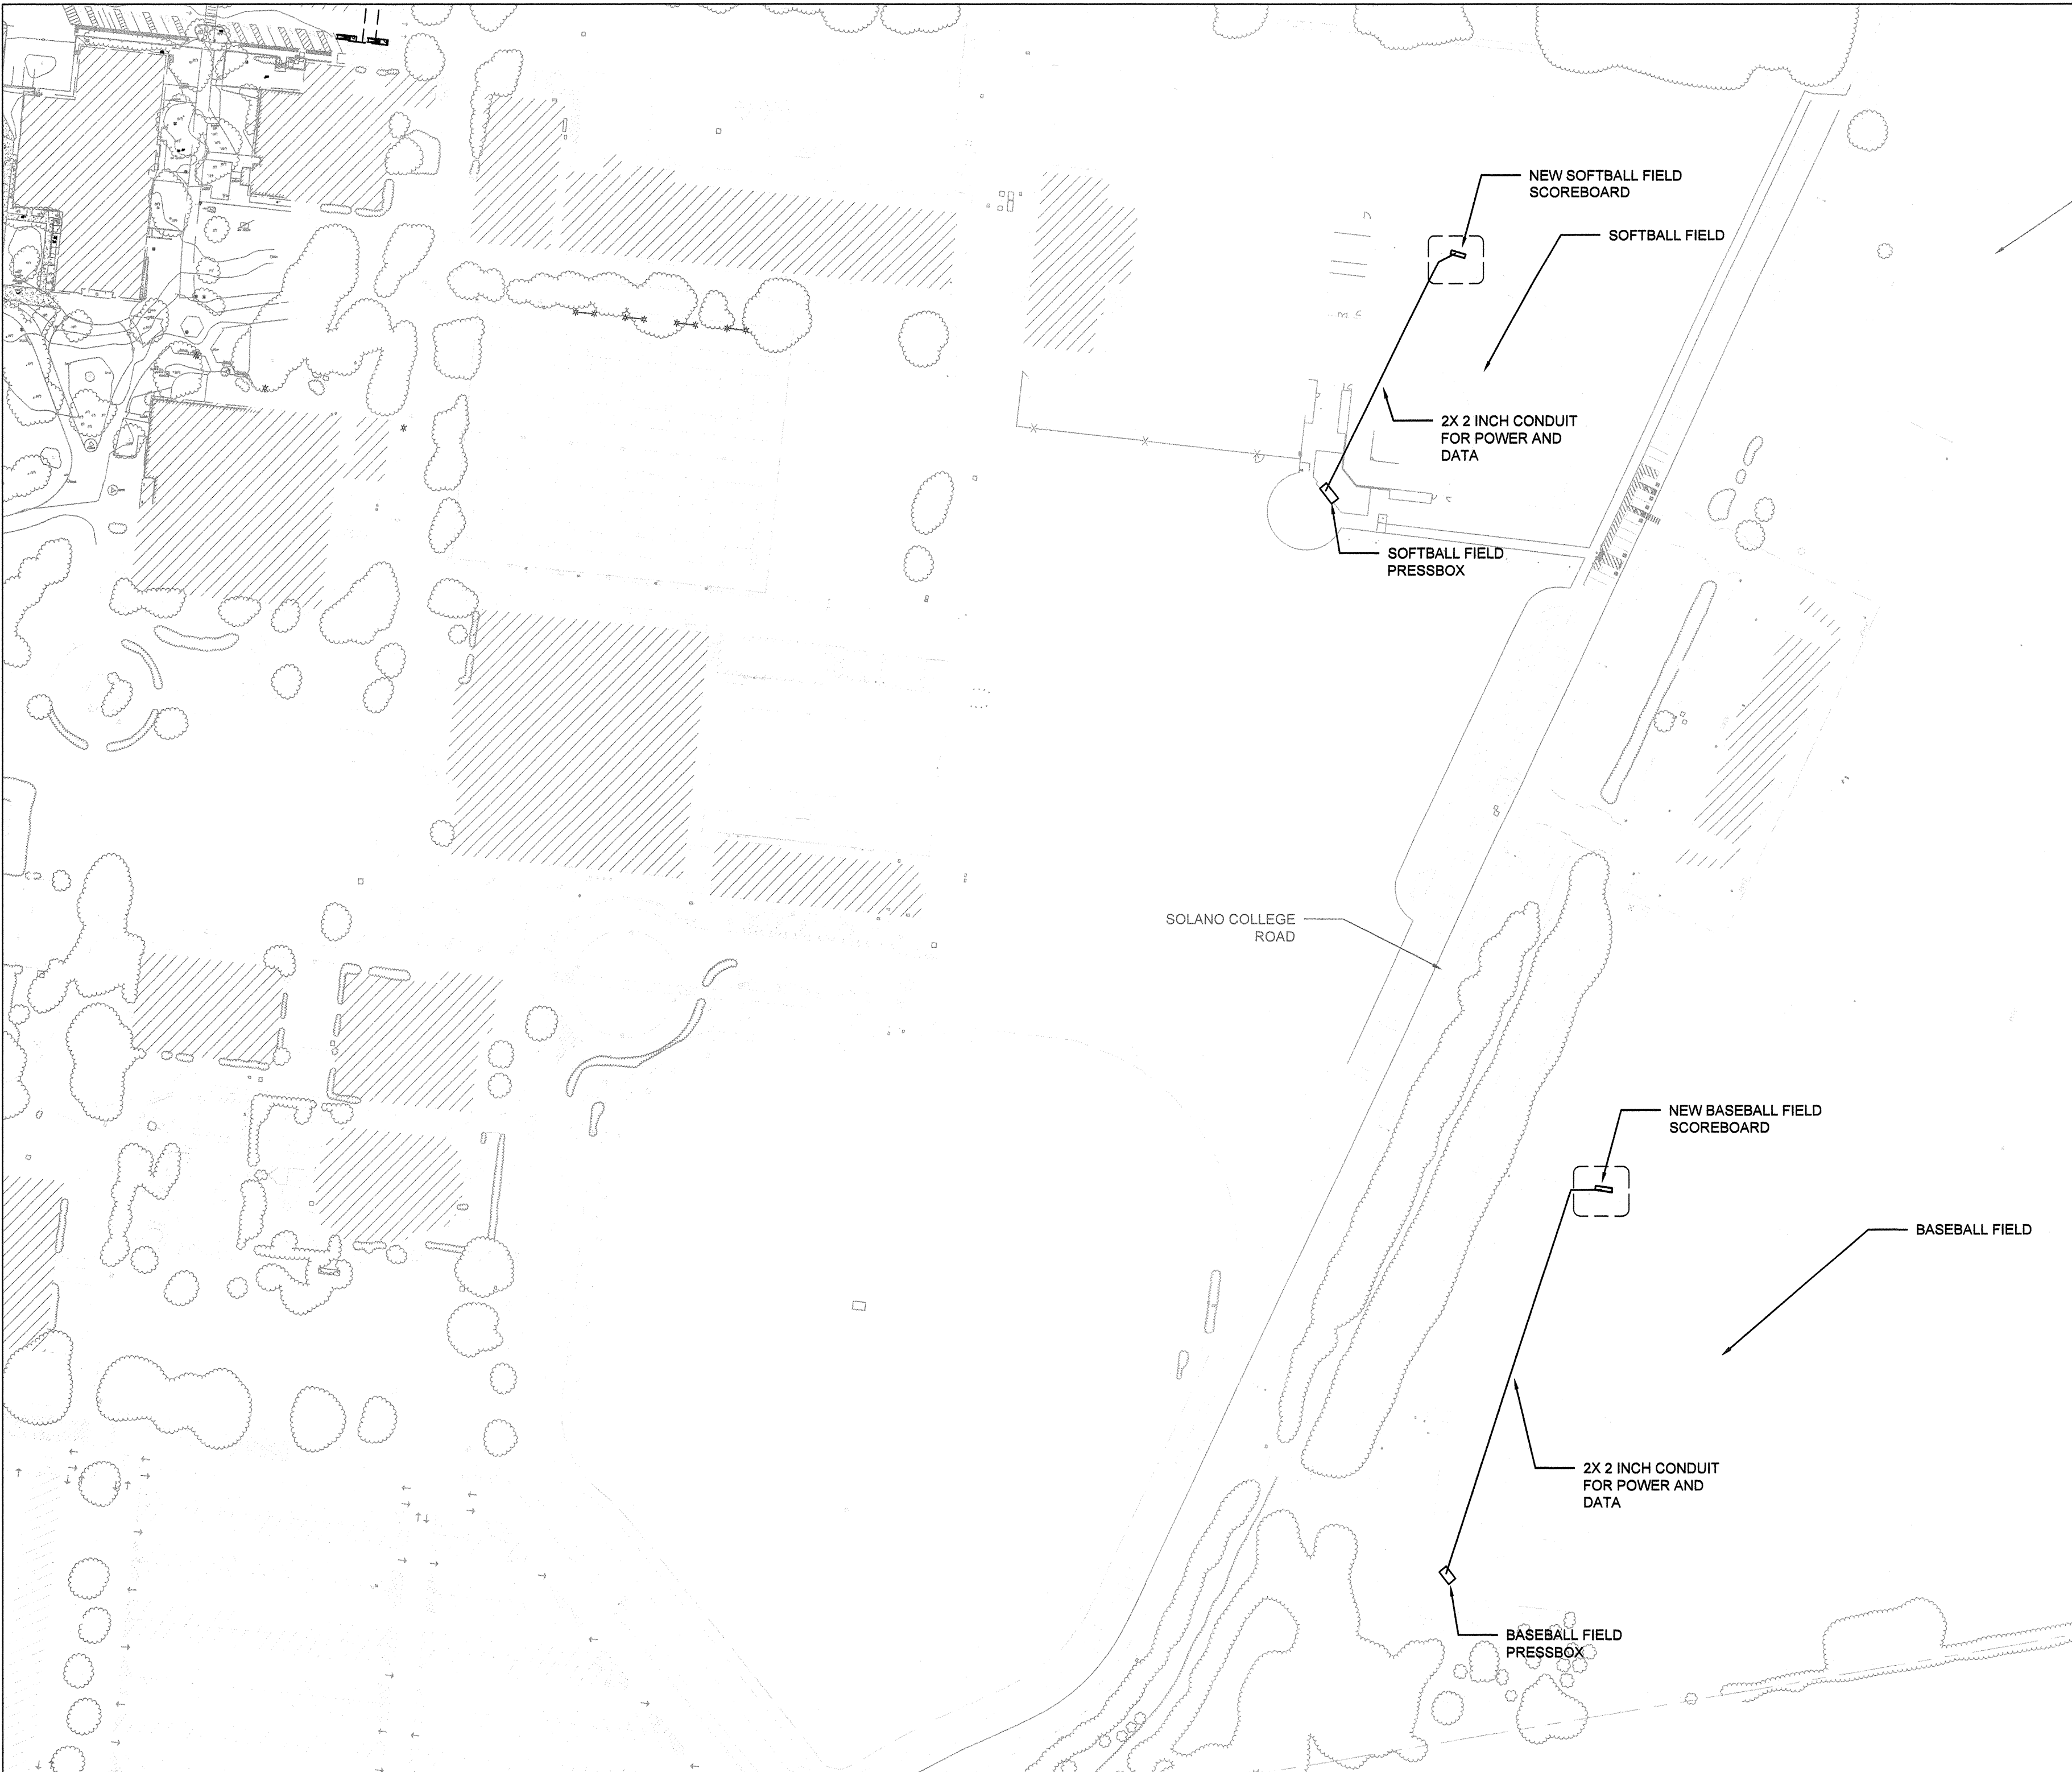 NEW SOFTBALL FIELD
SCOREBOARD
SOFTBALL FIELD
2X 2 INCH CONDUIT
FOR POWER AND
DATA
SOFTBALL FIELD
PRESSBOX
SOLANO COLLEGE
ROAD
NEW BASEBALL FIELD
SCOREBOARD
BASEBALL FIELD
2X 2 INCH CONDUIT
FOR POWER AND
DATA
BASEBALL FIELD
PRESSBOX